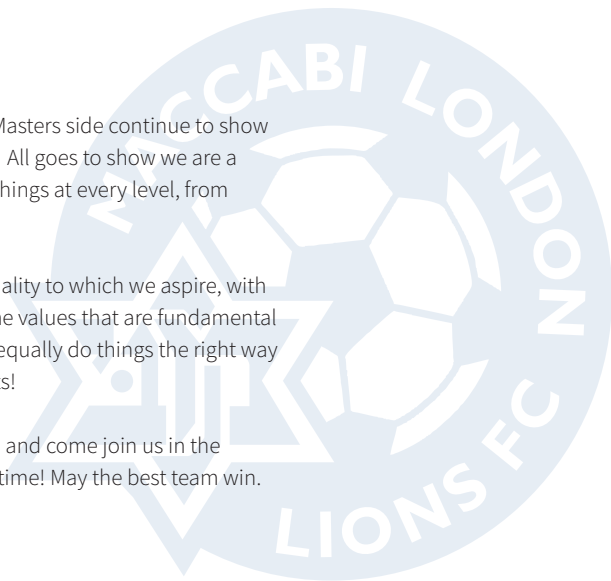 Masters side continue to show
All goes to show we are a
things at every level, from
ality to which we aspire, with
values that are fundamental
equally do things the right way
and come join us in the
time! May the best team win.
MACCABI LONDON
LIONS FC